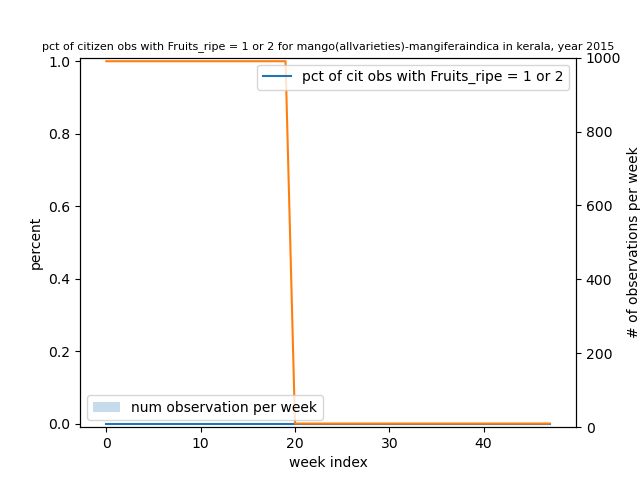 pct of citizen obs with Fruits_ripe = 1 or 2 for mango(allvarieties)-mangiferaindica in kerala, year 2015
pct of cit obs with Fruits_ripe = 1 or 2
1.0
0.8
0.6
0.4
0.2
0.0
percent
1000
800
600
400
200
0
# of observations per week
num observation per week
0 10 20 30 40
week index